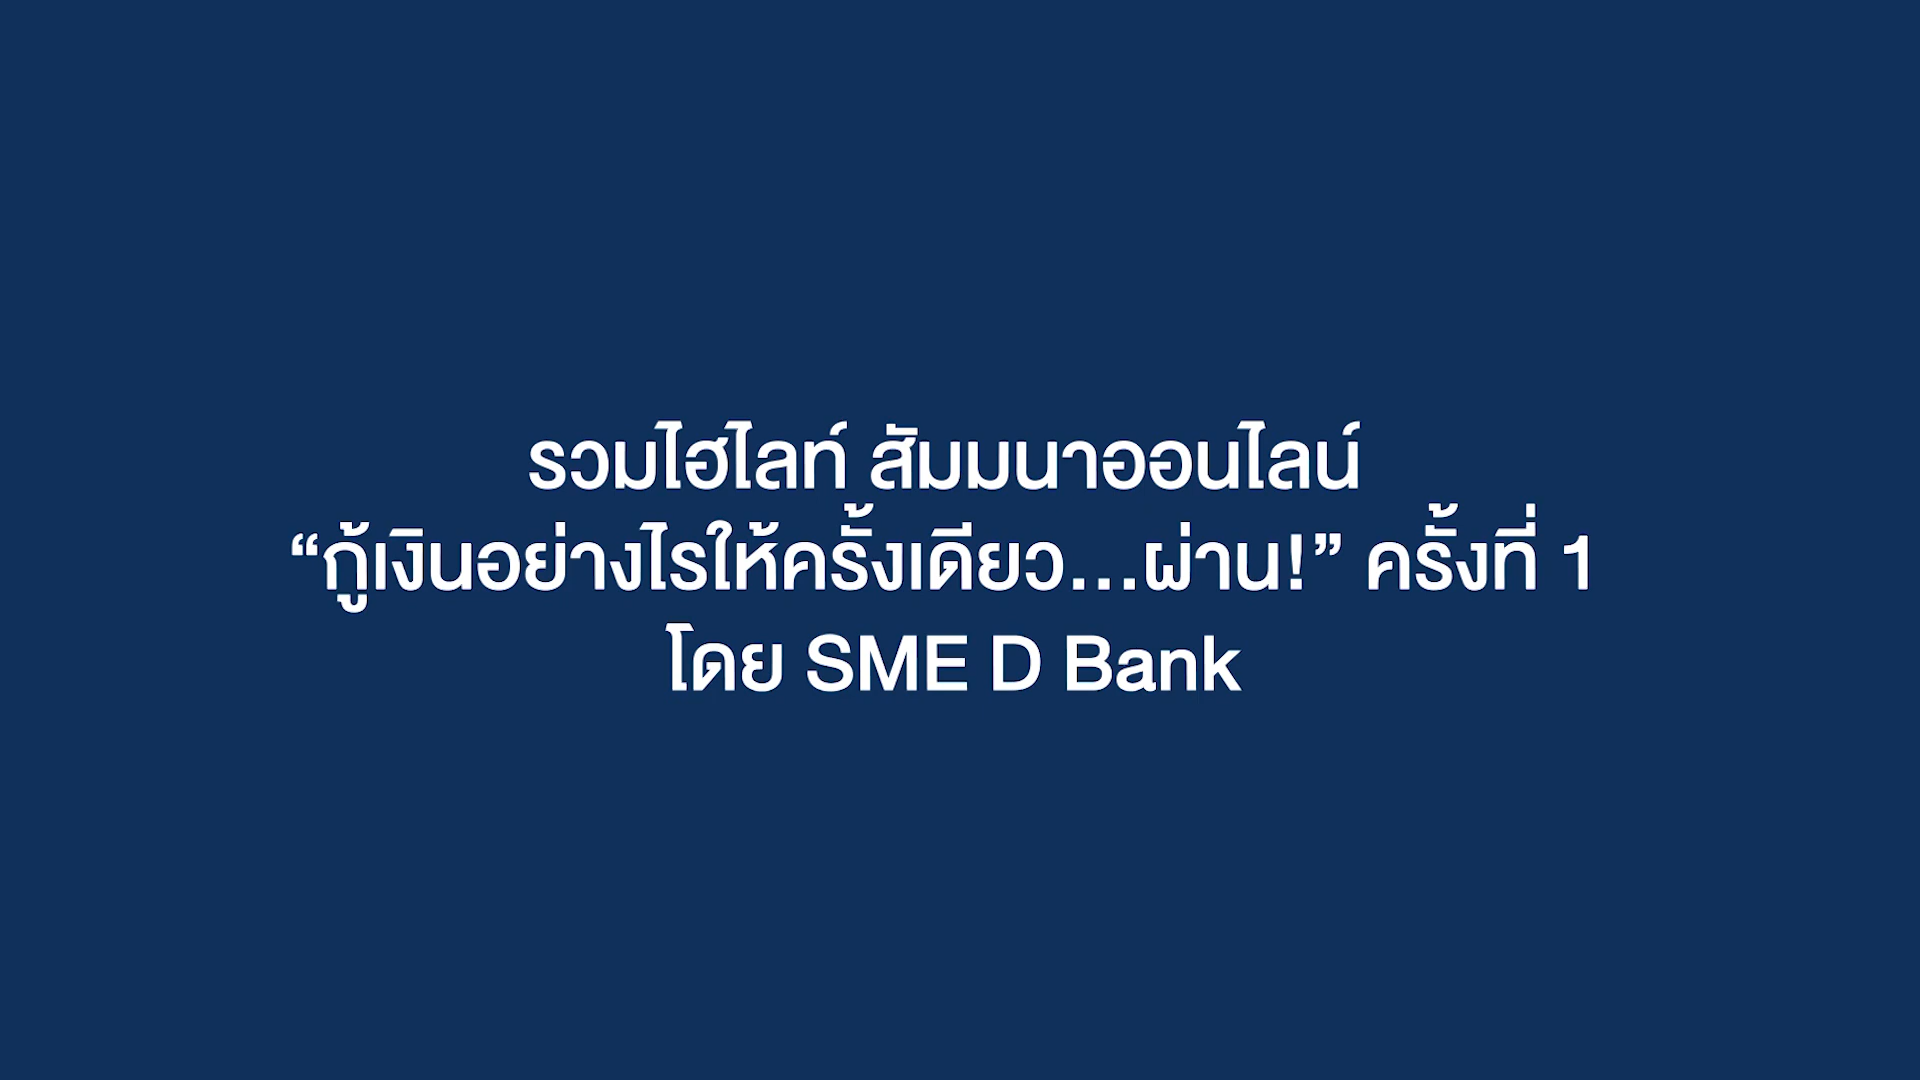 รวมไฮไลท์ สัมมนาออนไลน์
“กู้เงินอย่างไรให้ครั้งเดียว...ผ่าน!” ครั้งที่ 1
โดย SME D Bank